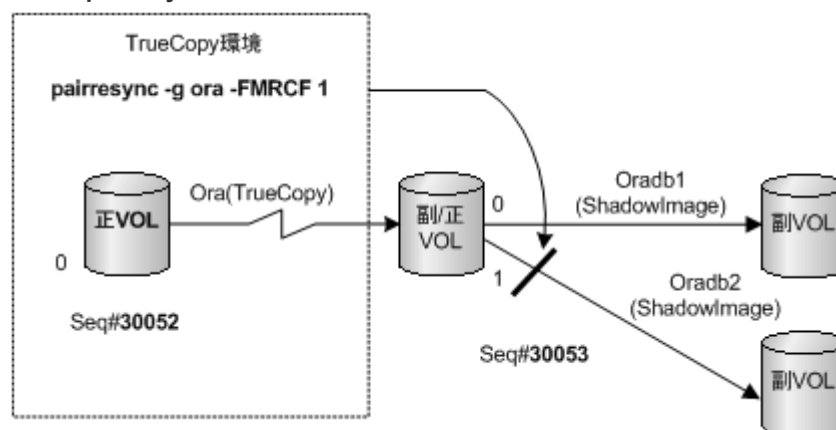 TrueCopy環境
pairresync -g ora -FMRCF 1
Ora(TrueCopy)
正VOL
0
Seq#30052
副/正
VOL
0
1
Seq#30053
Oradb1
(ShadowImage)
副VOL
Oradb2
(ShadowImage)
副VOL